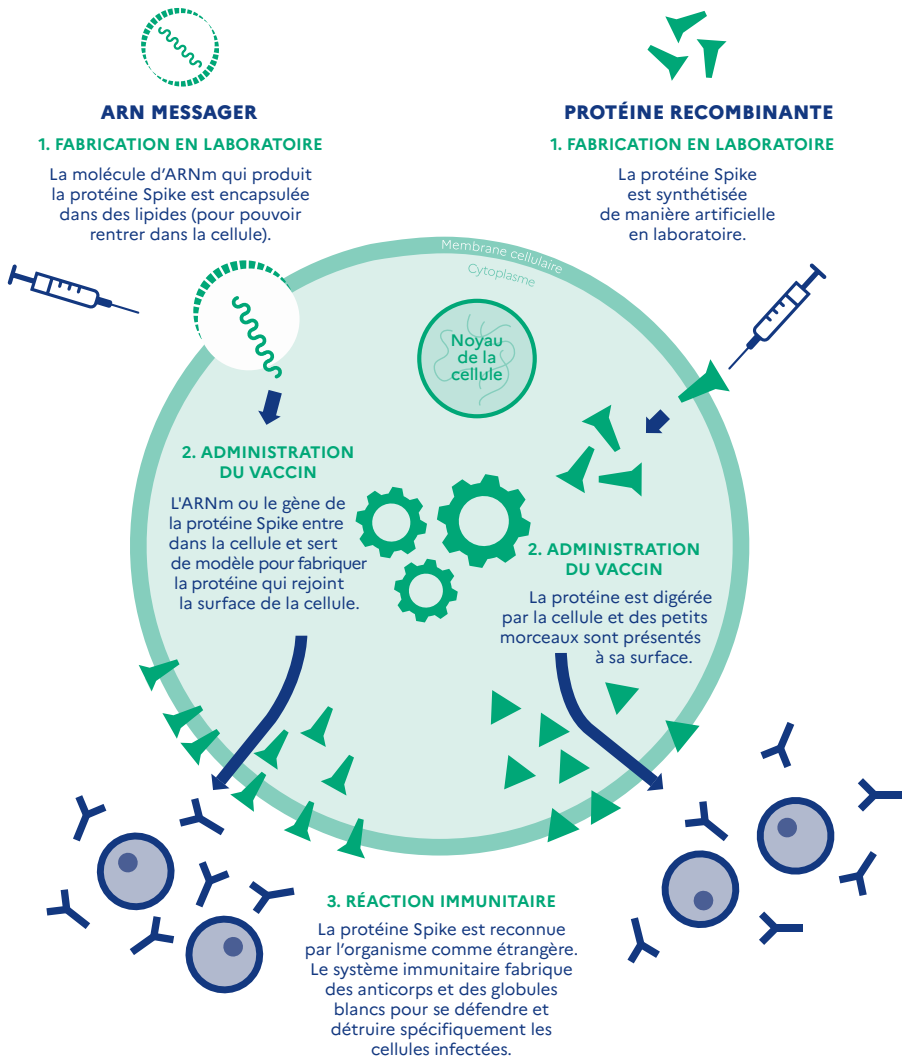 ARN MESSAGER
1. FABRICATION EN LABORATOIRE
La molécule d'ARNm qui produit
la protéine Spike est encapsulée
dans des lipides (pour pouvoir
rentrer dans la cellule).
PROTÉINE RECOMBINANTE
1. FABRICATION EN LABORATOIRE
La protéine Spike
est synthétisée
de manière artificielle
en laboratoire.
Membrane cellulaire
Cytoplasme
Noyau
de la
cellule
2. ADMINISTRATION
DU VACCIN
L'ARNm ou le gène de
la protéine Spike entre
dans la cellule et sert
de modèle pour fabriquer
la protéine qui rejoint
la surface de la cellule.
2. ADMINISTRATION
DU VACCIN
La protéine est digérée
par la cellule et des petits
morceaux sont présentés
à sa surface.
3. RÉACTION IMMUNITAIRE
La protéine Spike est reconnue
par l'organisme comme étrangère.
Le système immunitaire fabrique
des anticorps et des globules
blancs pour se défendre et
détruire spécifiquement les
cellules infectées.